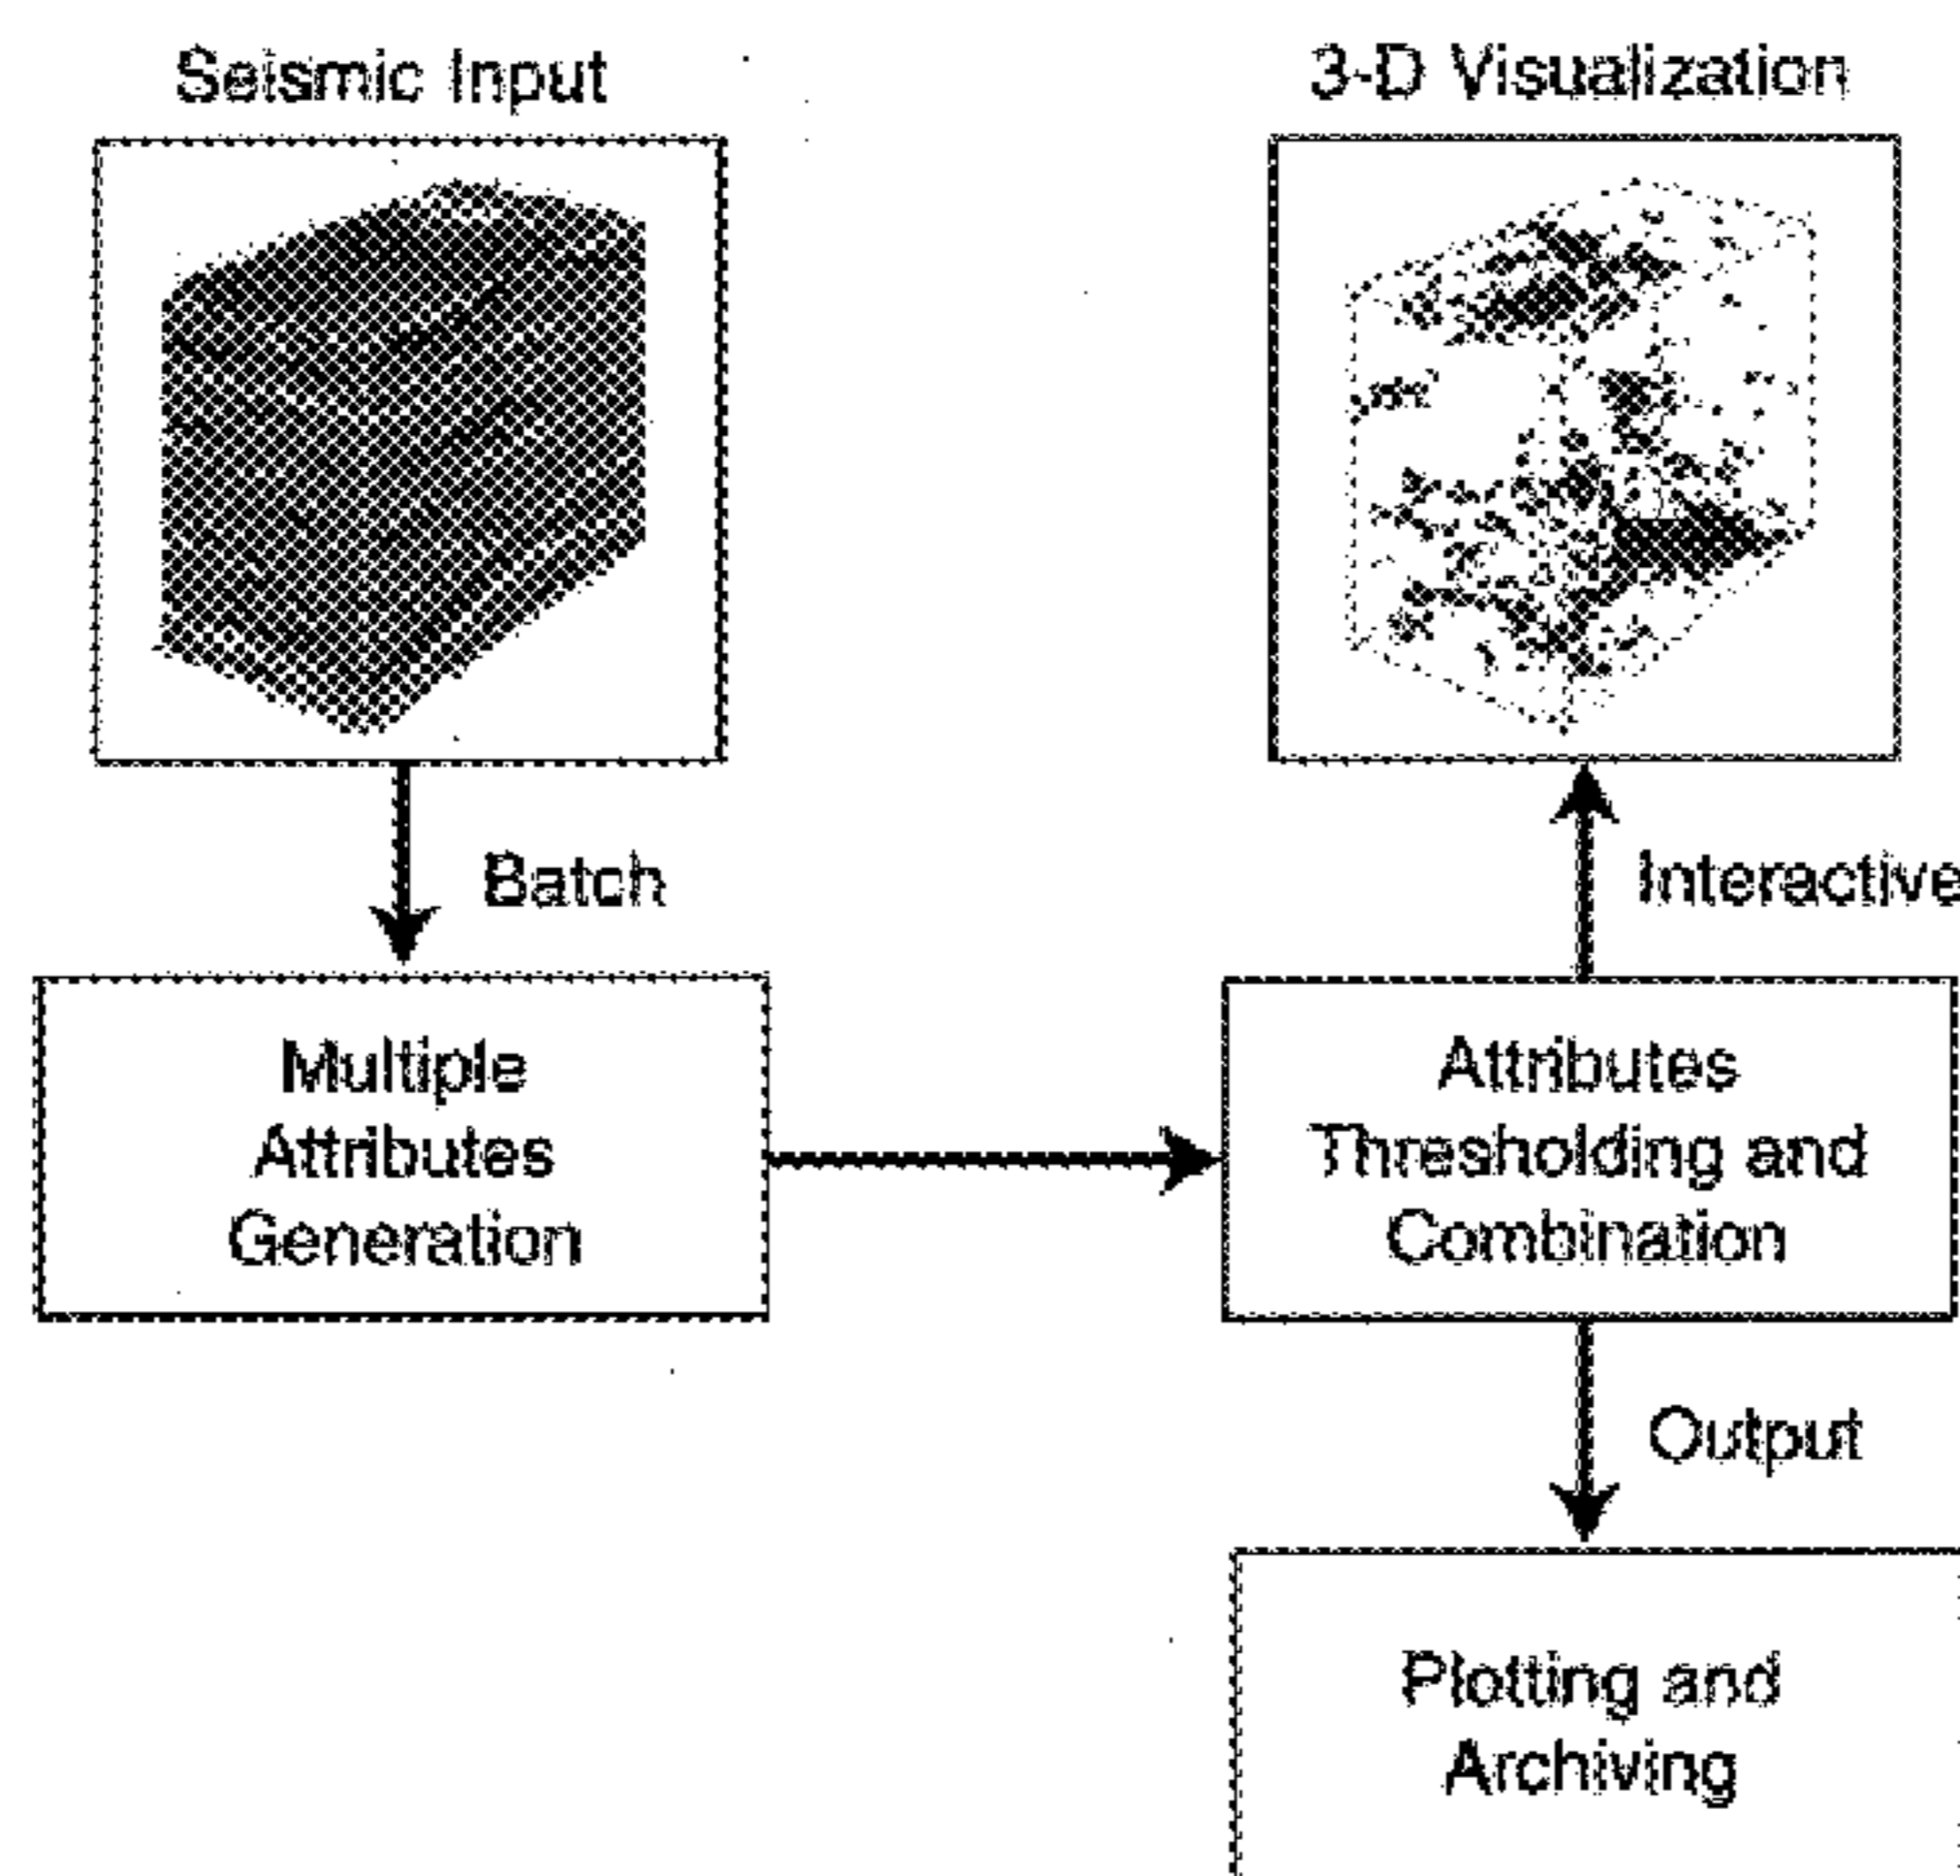 Seismic Input
3-D Visualization
Batch
Interactive
Multiple
Attributes
Generation
Attributes
Thresholding and
Combination
Output
Plotting and
Archiving